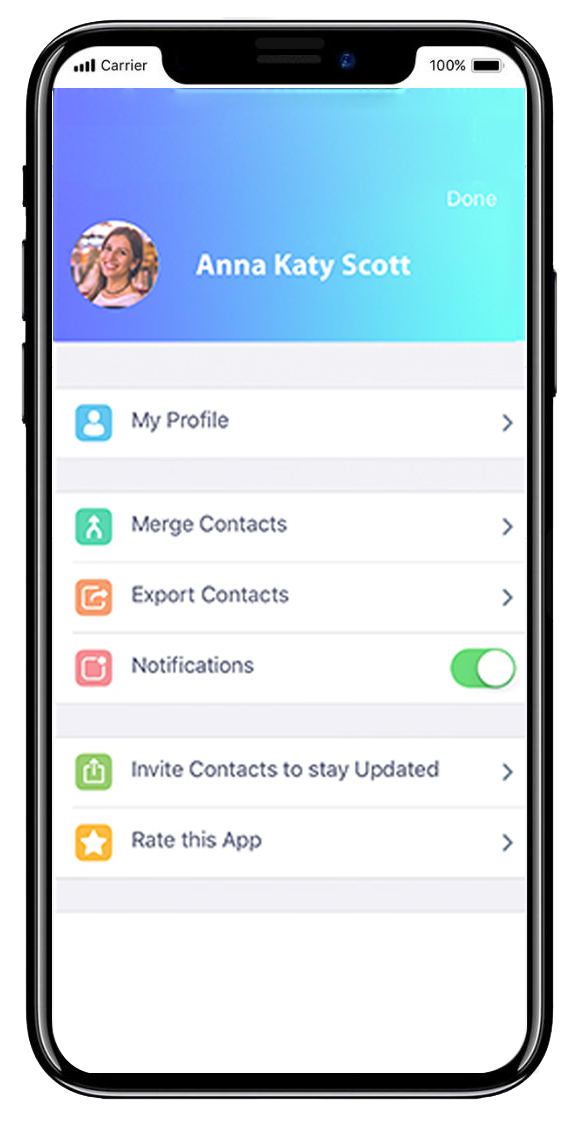 Carrier
100%
Done
Anna Katy Scott
My Profile
Merge Contacts
Export Contacts
Notifications
Invite Contacts to stay Updated
Rate this App